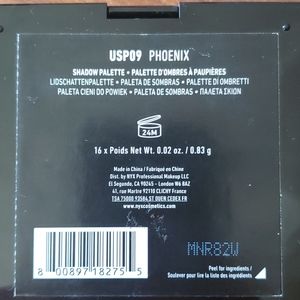 USP09 PHOENIX
SHADOW PALETTE • PALETTE D'OMBRES À PAUPIÈRES
LIDSCHATTENPALETTE • PALETA DE SOMBRAS • PALETTE DI OMBRETTI
PALETA CIENI DO POWIEK • PALETA DE SOMBRAS • ΠΑΛΕΤΑ ΣΚΙΩΝ
24M
16 x Poids Net Wt. 0.02 oz. / 0.83 g
Made in China / Fabriqué en Chine
Dist. by NYX Professional Makeup LLC
El Segundo, CA 90245 - London W6 8AZ
41, rue Martre 92110 CLICHY France
TSA 75000 93584 ST OUEN CEDEX FR
www.nyxcosmetics.com
MNR82W
8 00897 18275 5
Peel for ingredients /
Soulever pour lire la liste des ingrédients